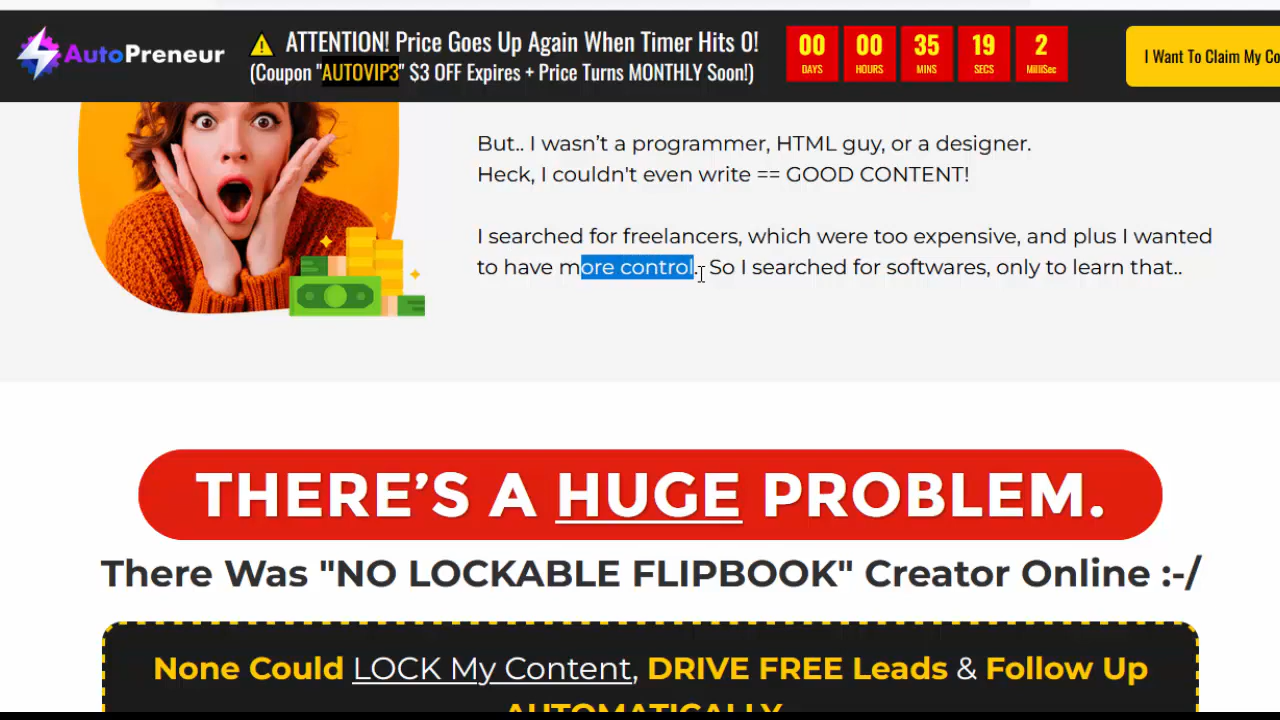 AutoPreneur
ATTENTION! Price Goes Up Again When Timer Hits 0!
(Coupon "AUTOVIP3" $3 OFF Expires + Price Turns MONTHLY Soon!)
00 00 35 19 2
DAYS HOURS MINS SECS MilliSec
I Want To Claim My Co
But.. I wasn’t a programmer, HTML guy, or a designer.
Heck, I couldn't even write == GOOD CONTENT!
I searched for freelancers, which were too expensive, and plus I wanted
to have more control. So I searched for softwares, only to learn that..
THERE’S A HUGE PROBLEM.
There Was "NO LOCKABLE FLIPBOOK" Creator Online :-/
None Could LOCK My Content, DRIVE FREE Leads & Follow Up
AUTOMATICALLY